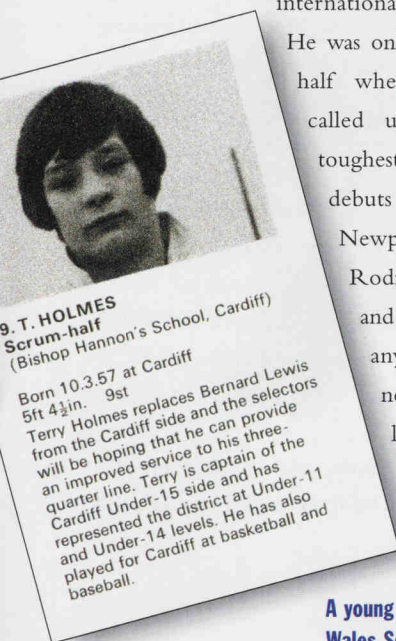 9. T. HOLMES
Scrum-half
(Bishop Hannon's School, Cardiff)
Born 10.3.57 at Cardiff
5ft 4½in. 9st
Terry Holmes replaces Bernard Lewis
from the Cardiff side and the selectors
will be hoping that he can provide
an improved service to his three-
quarter line. Terry is captain of the
Cardiff Under-15 side and has
represented the district at Under-11
and Under-14 levels. He has also
played for Cardiff at basketball and
baseball.
internationa
He was on
half whe
called u
toughest
debuts
Newp
Rod
and
any
A young